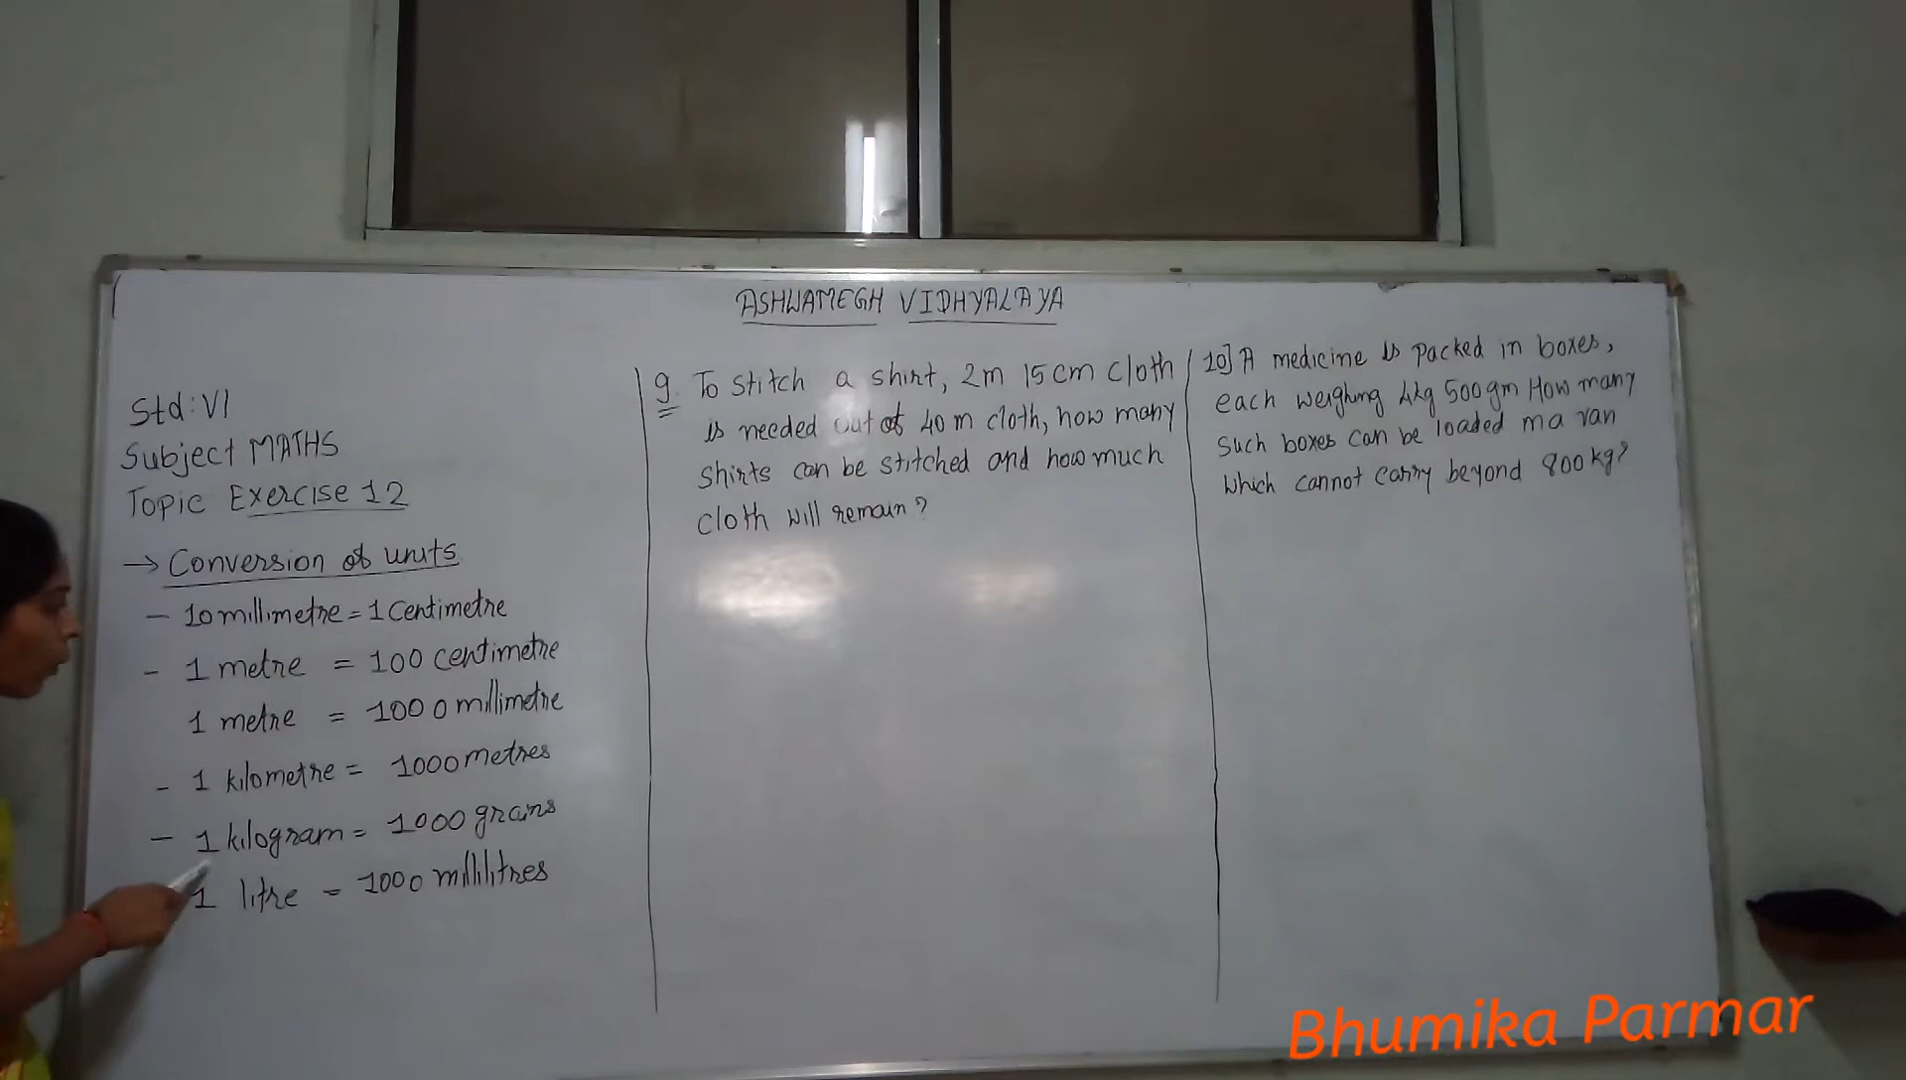 ASHWAMEGH VIDHYALAYA
Std: VI
Subject MATHS
Topic Exercise 12
→ Conversion of units
- 10 millimetre = 1 Centimetre
- 1 metre = 100 centimetre
1 metre = 1000 millimetre
- 1 kilometre = 1000 metres
- 1 kilogram = 1000 grams
1 litre = 1000 millilitres
9. To stitch a shirt, 2m 15cm cloth
is needed out of 40 m cloth, how many
shirts can be stitched and how much
cloth will remain?
10] A medicine is packed in boxes,
each weighing 4kg 500gm How many
Such boxes can be loaded in a van
which cannot carry beyond 800 kg?
Bhumika Parmar